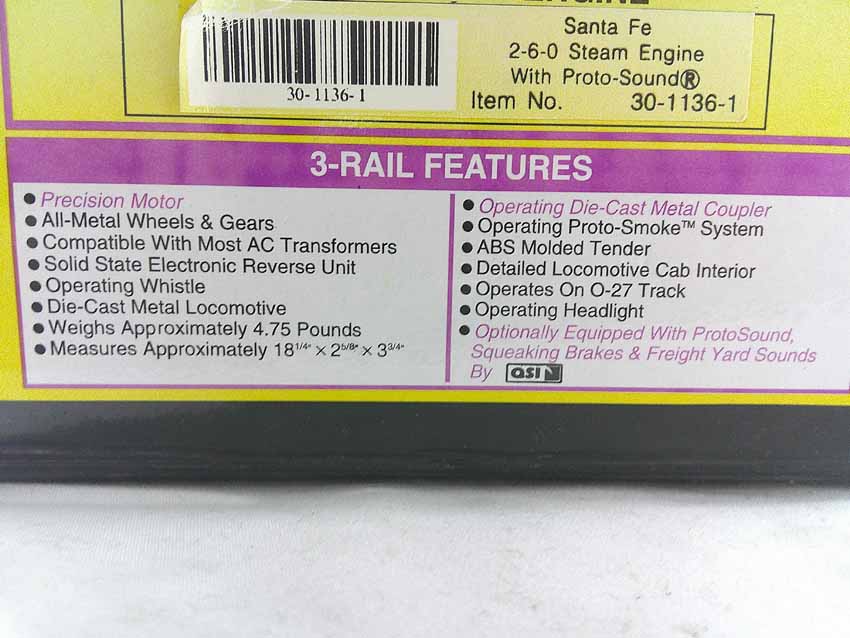 ENGINE
Santa Fe
2-6-0 Steam Engine
With Proto-Sound®
Item No. 30-1136-1
30-1136-1
3-RAIL FEATURES
● Precision Motor
● All-Metal Wheels & Gears
● Compatible With Most AC Transformers
● Solid State Electronic Reverse Unit
● Operating Whistle
● Die-Cast Metal Locomotive
● Weighs Approximately 4.75 Pounds
● Measures Approximately 18 1/4" × 2 5/8" × 3 3/4"
● Operating Die-Cast Metal Coupler
● Operating Proto-Smoke™ System
● ABS Molded Tender
● Detailed Locomotive Cab Interior
● Operates On O-27 Track
● Operating Headlight
● Optionally Equipped With ProtoSound,
Squeaking Brakes & Freight Yard Sounds
By QSI